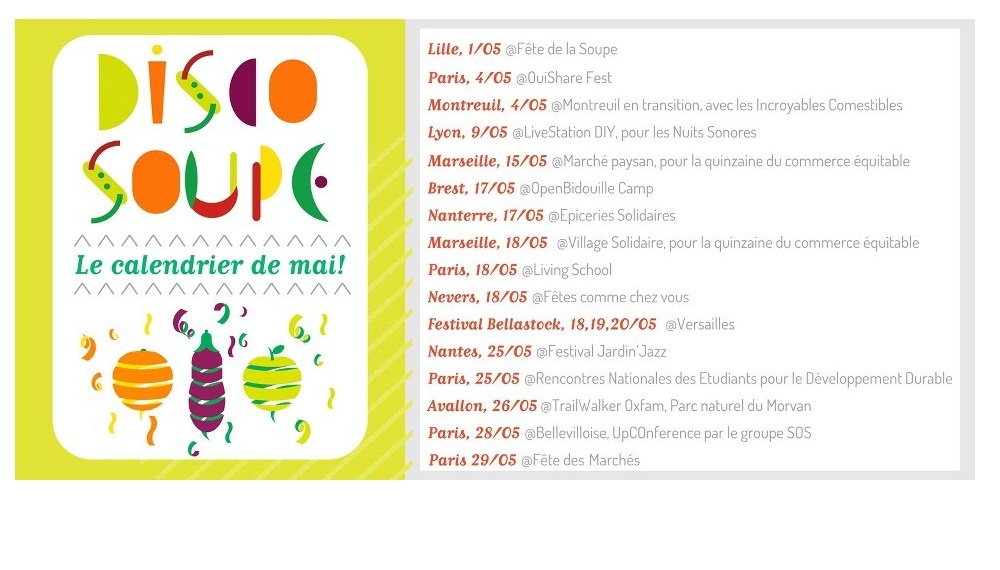 DISCO
SOUPE
Le calendrier de mai!
Lille, 1/05 @Fête de la Soupe
Paris, 4/05 @OuiShare Fest
Montreuil, 4/05 @Montreuil en transition, avec les Incroyables Comestibles
Lyon, 9/05 @LiveStation DIY, pour les Nuits Sonores
Marseille, 15/05 @Marché paysan, pour la quinzaine du commerce équitable
Brest, 17/05 @OpenBidouille Camp
Nanterre, 17/05 @Epiceries Solidaires
Marseille, 18/05 @Village Solidaire, pour la quinzaine du commerce équitable
Paris, 18/05 @Living School
Nevers, 18/05 @Fêtes comme chez vous
Festival Bellastock, 18,19,20/05 @Versailles
Nantes, 25/05 @Festival Jardin'Jazz
Paris, 25/05 @Rencontres Nationales des Etudiants pour le Développement Durable
Avallon, 26/05 @TrailWalker Oxfam, Parc naturel du Morvan
Paris, 28/05 @Bellevilloise, UpCOnference par le groupe SOS
Paris 29/05 @Fête des Marchés